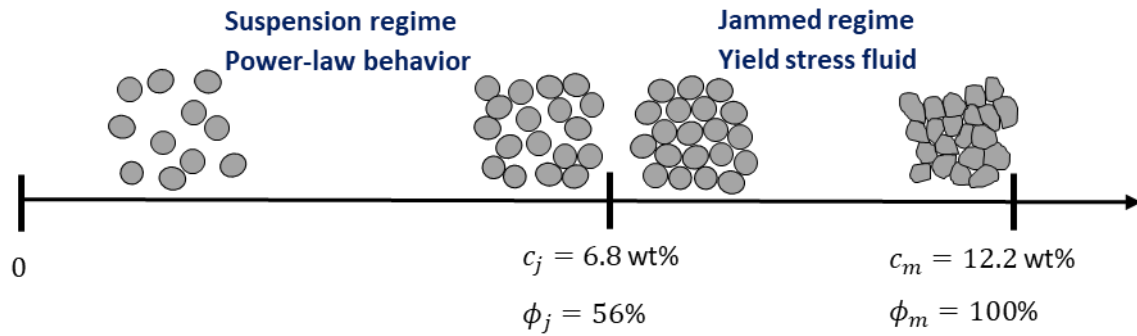 Suspension regime
Power-law behavior
Jammed regime
Yield stress fluid
0
c_j = 6.8 wt%
ϕ_j = 56%
c_m = 12.2 wt%
ϕ_m = 100%